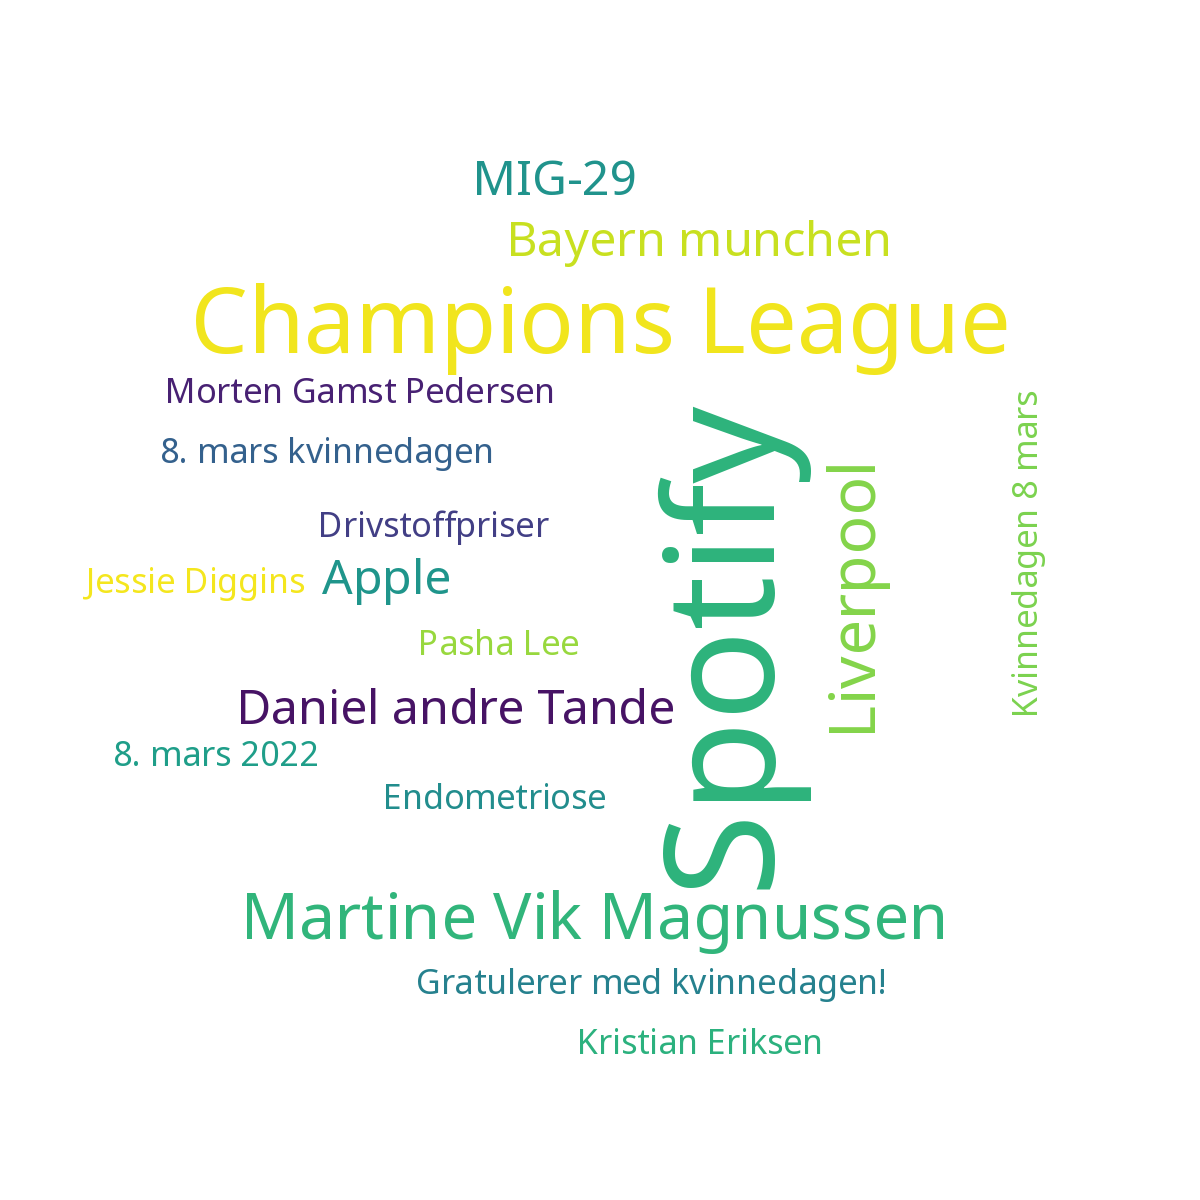 MIG-29
Bayern munchen
Champions League
Morten Gamst Pedersen
8. mars kvinnedagen
Spotify
Liverpool
Kvinnedagen 8 mars
Drivstoffpriser
Jessie Diggins
Apple
Pasha Lee
Daniel andre Tande
8. mars 2022
Endometriose
Martine Vik Magnussen
Gratulerer med kvinnedagen!
Kristian Eriksen